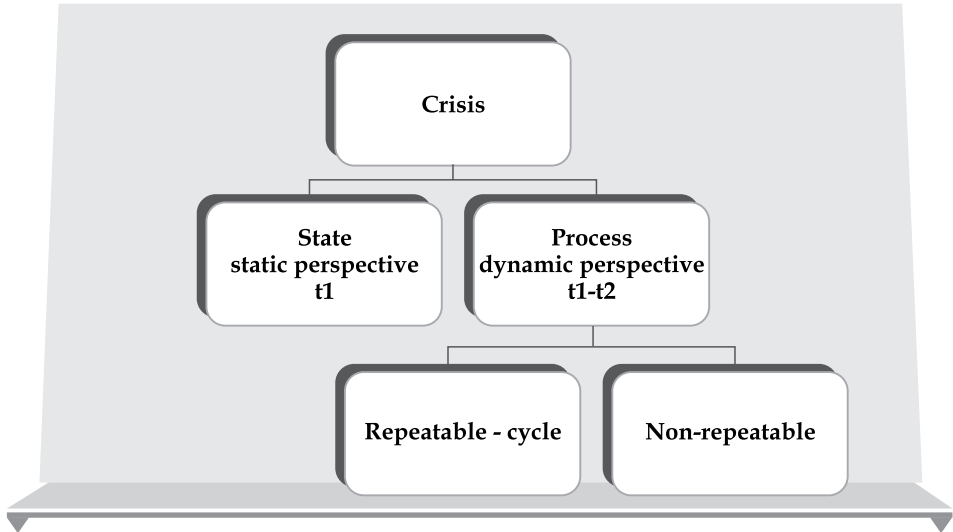 Crisis
State
static perspective
t1
Process
dynamic perspective
t1-t2
Repeatable - cycle
Non-repeatable